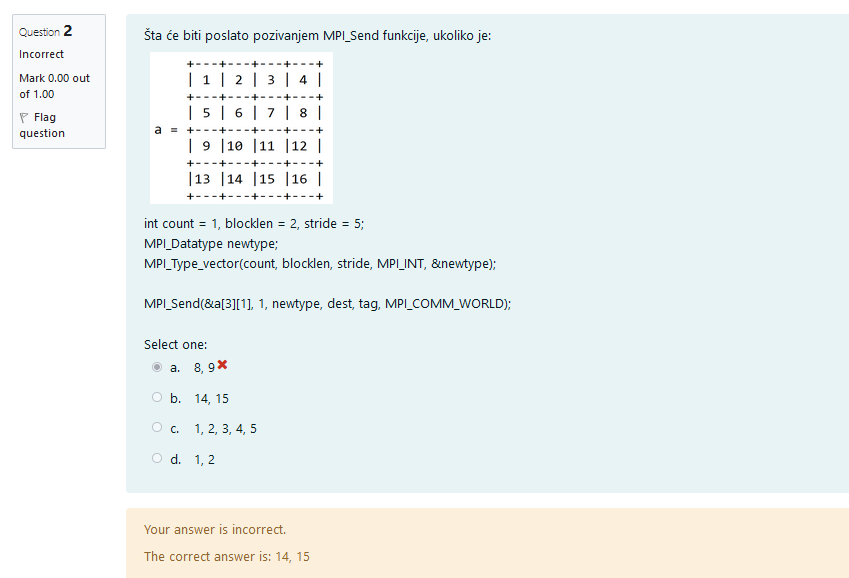 Question 2
Incorrect
Mark 0.00 out
of 1.00
Flag
question
Šta će biti poslato pozivanjem MPI_Send funkcije, ukoliko je:
+---+---+---+---+
| 1 | 2 | 3 | 4 |
+---+---+---+---+
| 5 | 6 | 7 | 8 |
a = +---+---+---+---+
| 9 |10 |11 |12 |
+---+---+---+---+
|13 |14 |15 |16 |
+---+---+---+---+
int count = 1, blocklen = 2, stride = 5;
MPI_Datatype newtype;
MPI_Type_vector(count, blocklen, stride, MPI_INT, &newtype);
MPI_Send(&a[3][1], 1, newtype, dest, tag, MPI_COMM_WORLD);
Select one:
a. 8, 9
b. 14, 15
c. 1, 2, 3, 4, 5
d. 1, 2
Your answer is incorrect.
The correct answer is: 14, 15